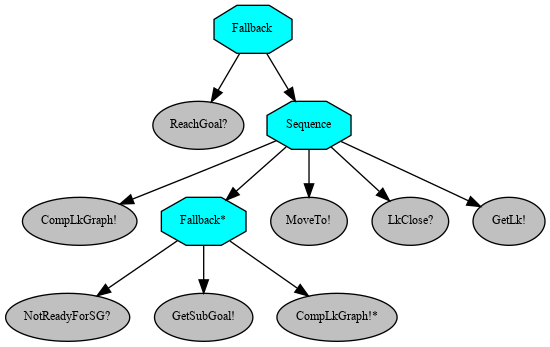 Fallback
ReachGoal?
Sequence
CompLkGraph!
Fallback*
MoveTo!
LkClose?
GetLk!
NotReadyForSG?
GetSubGoal!
CompLkGraph!*